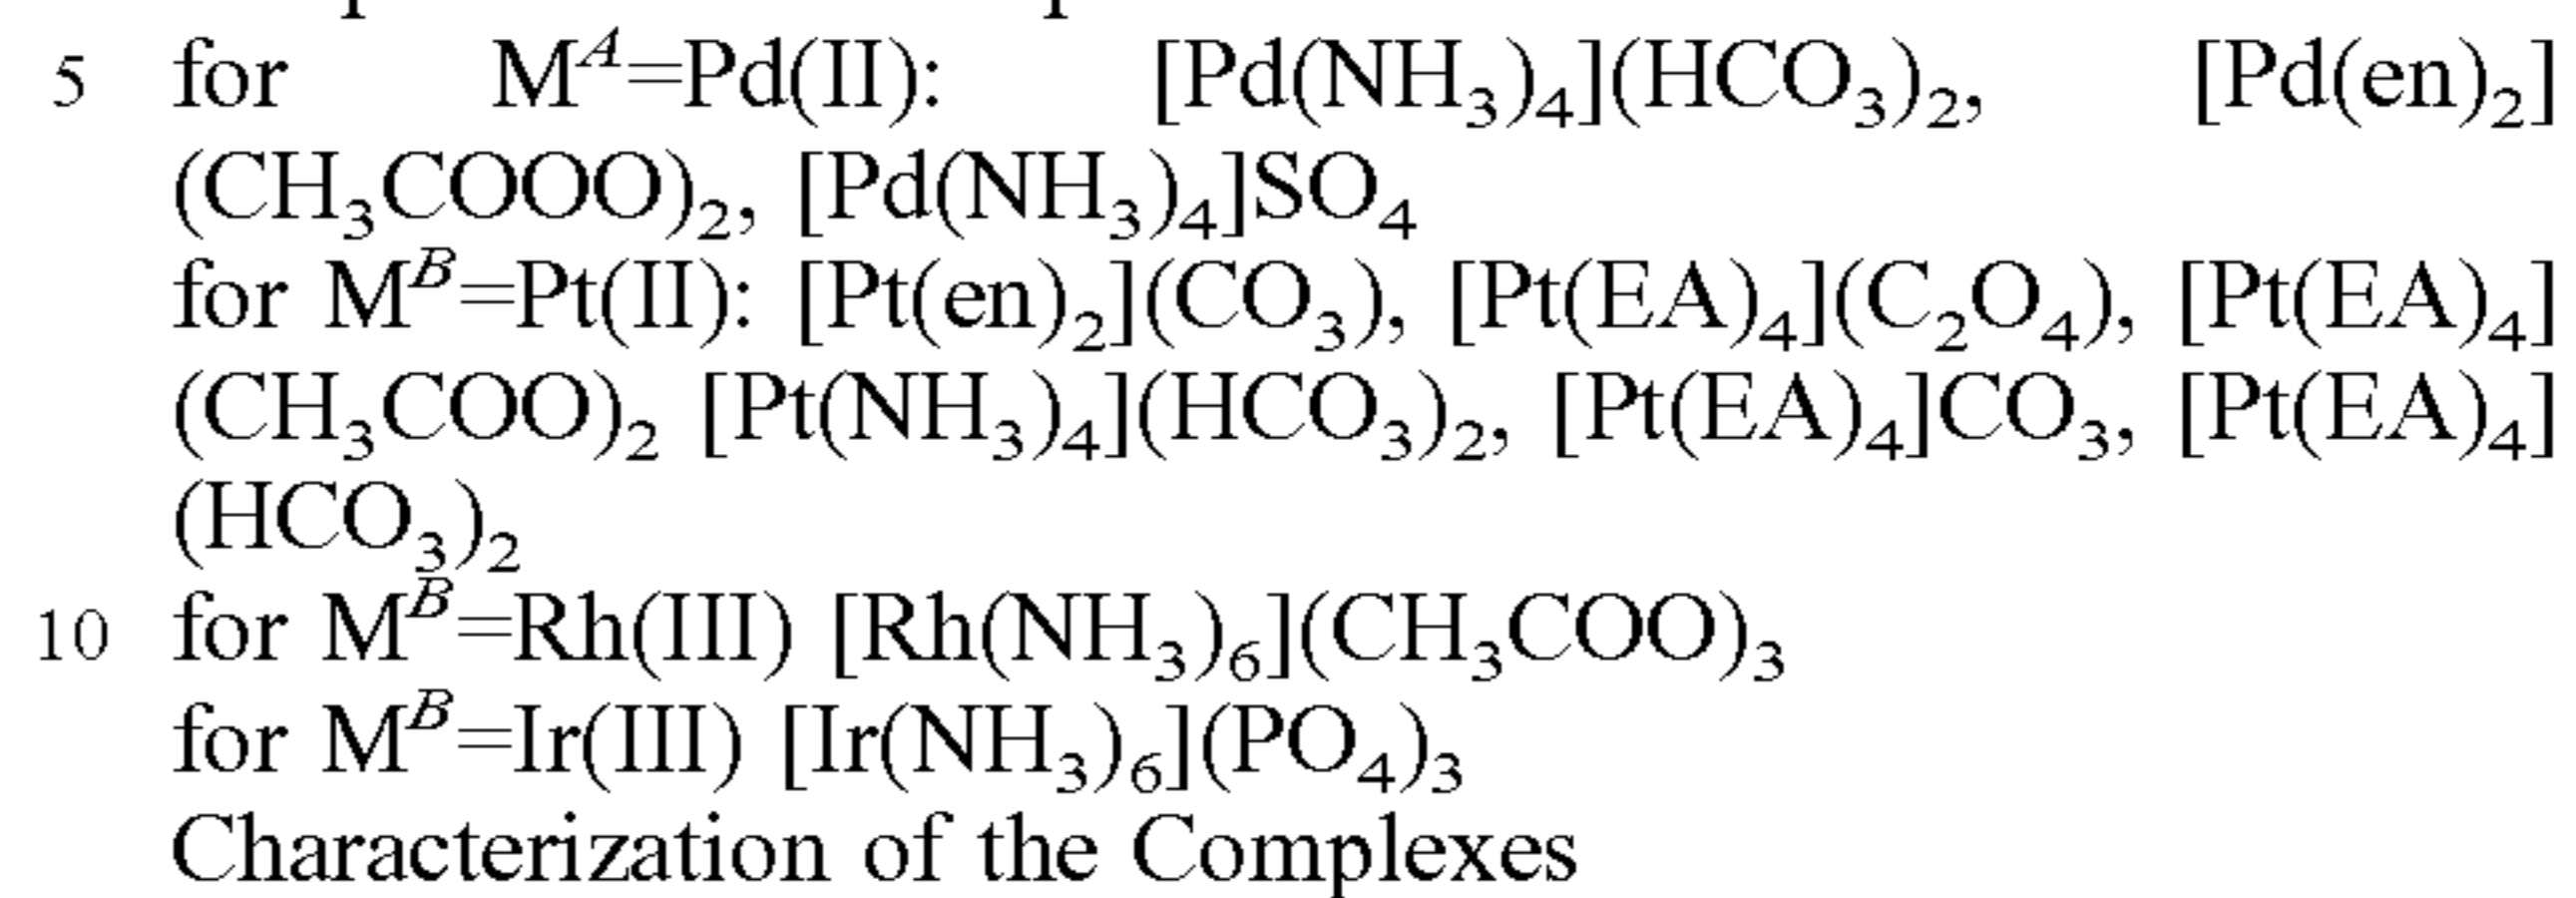 5 for M^A=Pd(II): [Pd(NH₃)₄](HCO₃)₂, [Pd(en)₂]
(CH₃COOO)₂, [Pd(NH₃)₄]SO₄
for M^B=Pt(II): [Pt(en)₂](CO₃), [Pt(EA)₄](C₂O₄), [Pt(EA)₄]
(CH₃COO)₂ [Pt(NH₃)₄](HCO₃)₂, [Pt(EA)₄]CO₃, [Pt(EA)₄]
(HCO₃)₂
10 for M^B=Rh(III) [Rh(NH₃)₆](CH₃COO)₃
for M^B=Ir(III) [Ir(NH₃)₆](PO₄)₃
Characterization of the Complexes